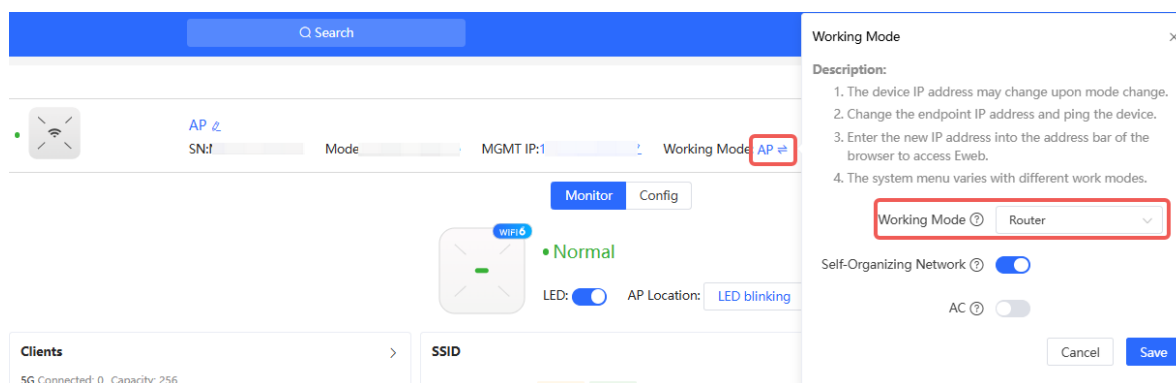 Search
Working Mode
Description:
1. The device IP address may change upon mode change.
2. Change the endpoint IP address and ping the device.
3. Enter the new IP address into the address bar of the
browser to access Eweb.
4. The system menu varies with different work modes.
Working Mode Router
Self-Organizing Network
AC
Cancel Save
AP
SN: Mode MGMT IP:1 Working Mode AP
Monitor Config
WIFI6
Normal
LED: AP Location: LED blinking
Clients
5G Connected: 0 Capacity: 256
SSID